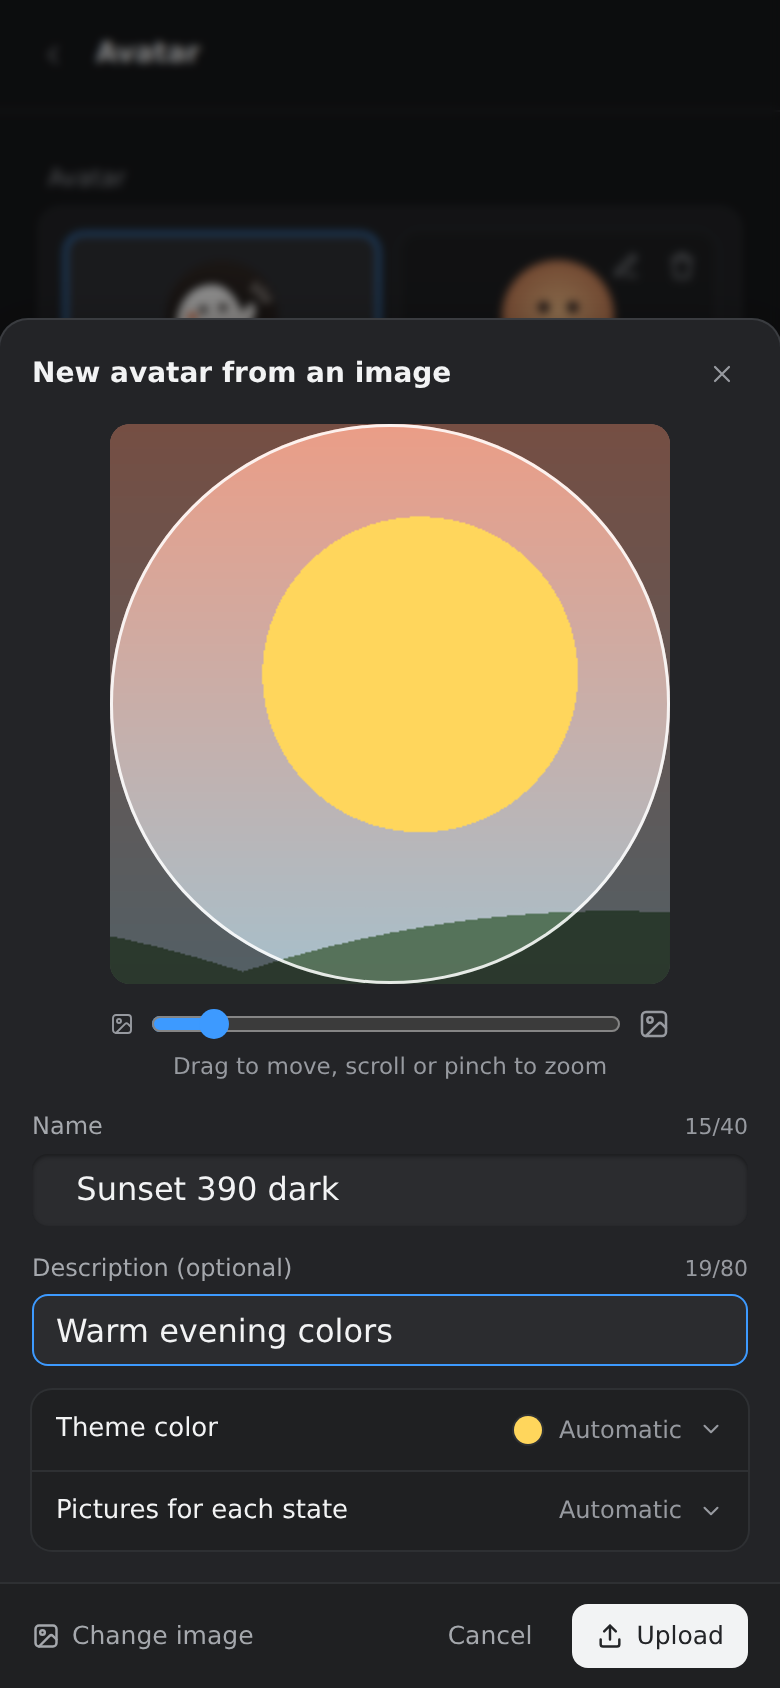 Avatar
Avatar
New avatar from an image
Drag to move, scroll or pinch to zoom
Name 15/40
Sunset 390 dark
Description (optional) 19/80
Warm evening colors
Theme color Automatic
Pictures for each state Automatic
Change image Cancel Upload